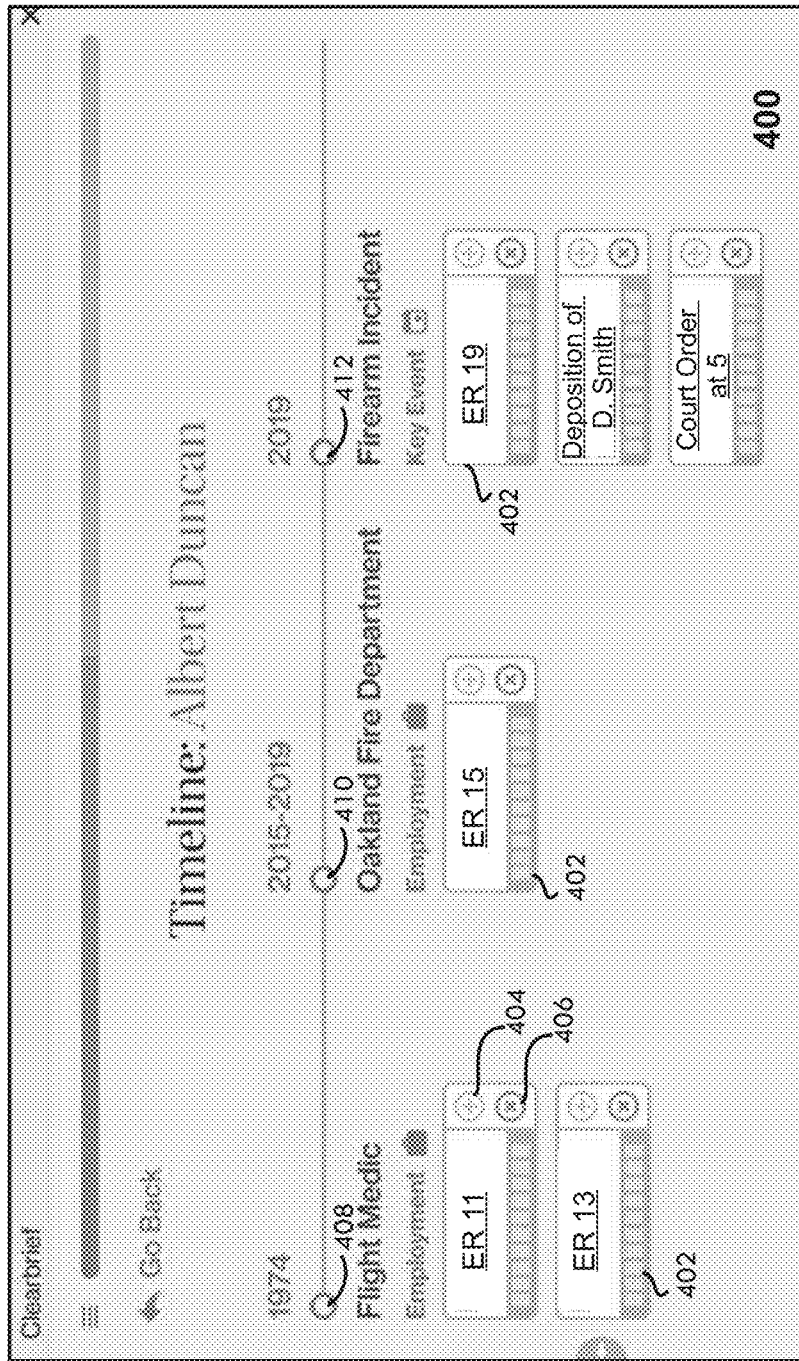 Clearbrief
X
Go Back
Timeline: Albert Duncan
1974
2015-2019
2019
408
410
412
Flight Medic
Oakland Fire Department
Firearm Incident
Employment
Employment
Key Event
ER 11
404
406
ER 15
ER 19
402
402
ER 13
Deposition of
D. Smith
402
Court Order
at 5
400